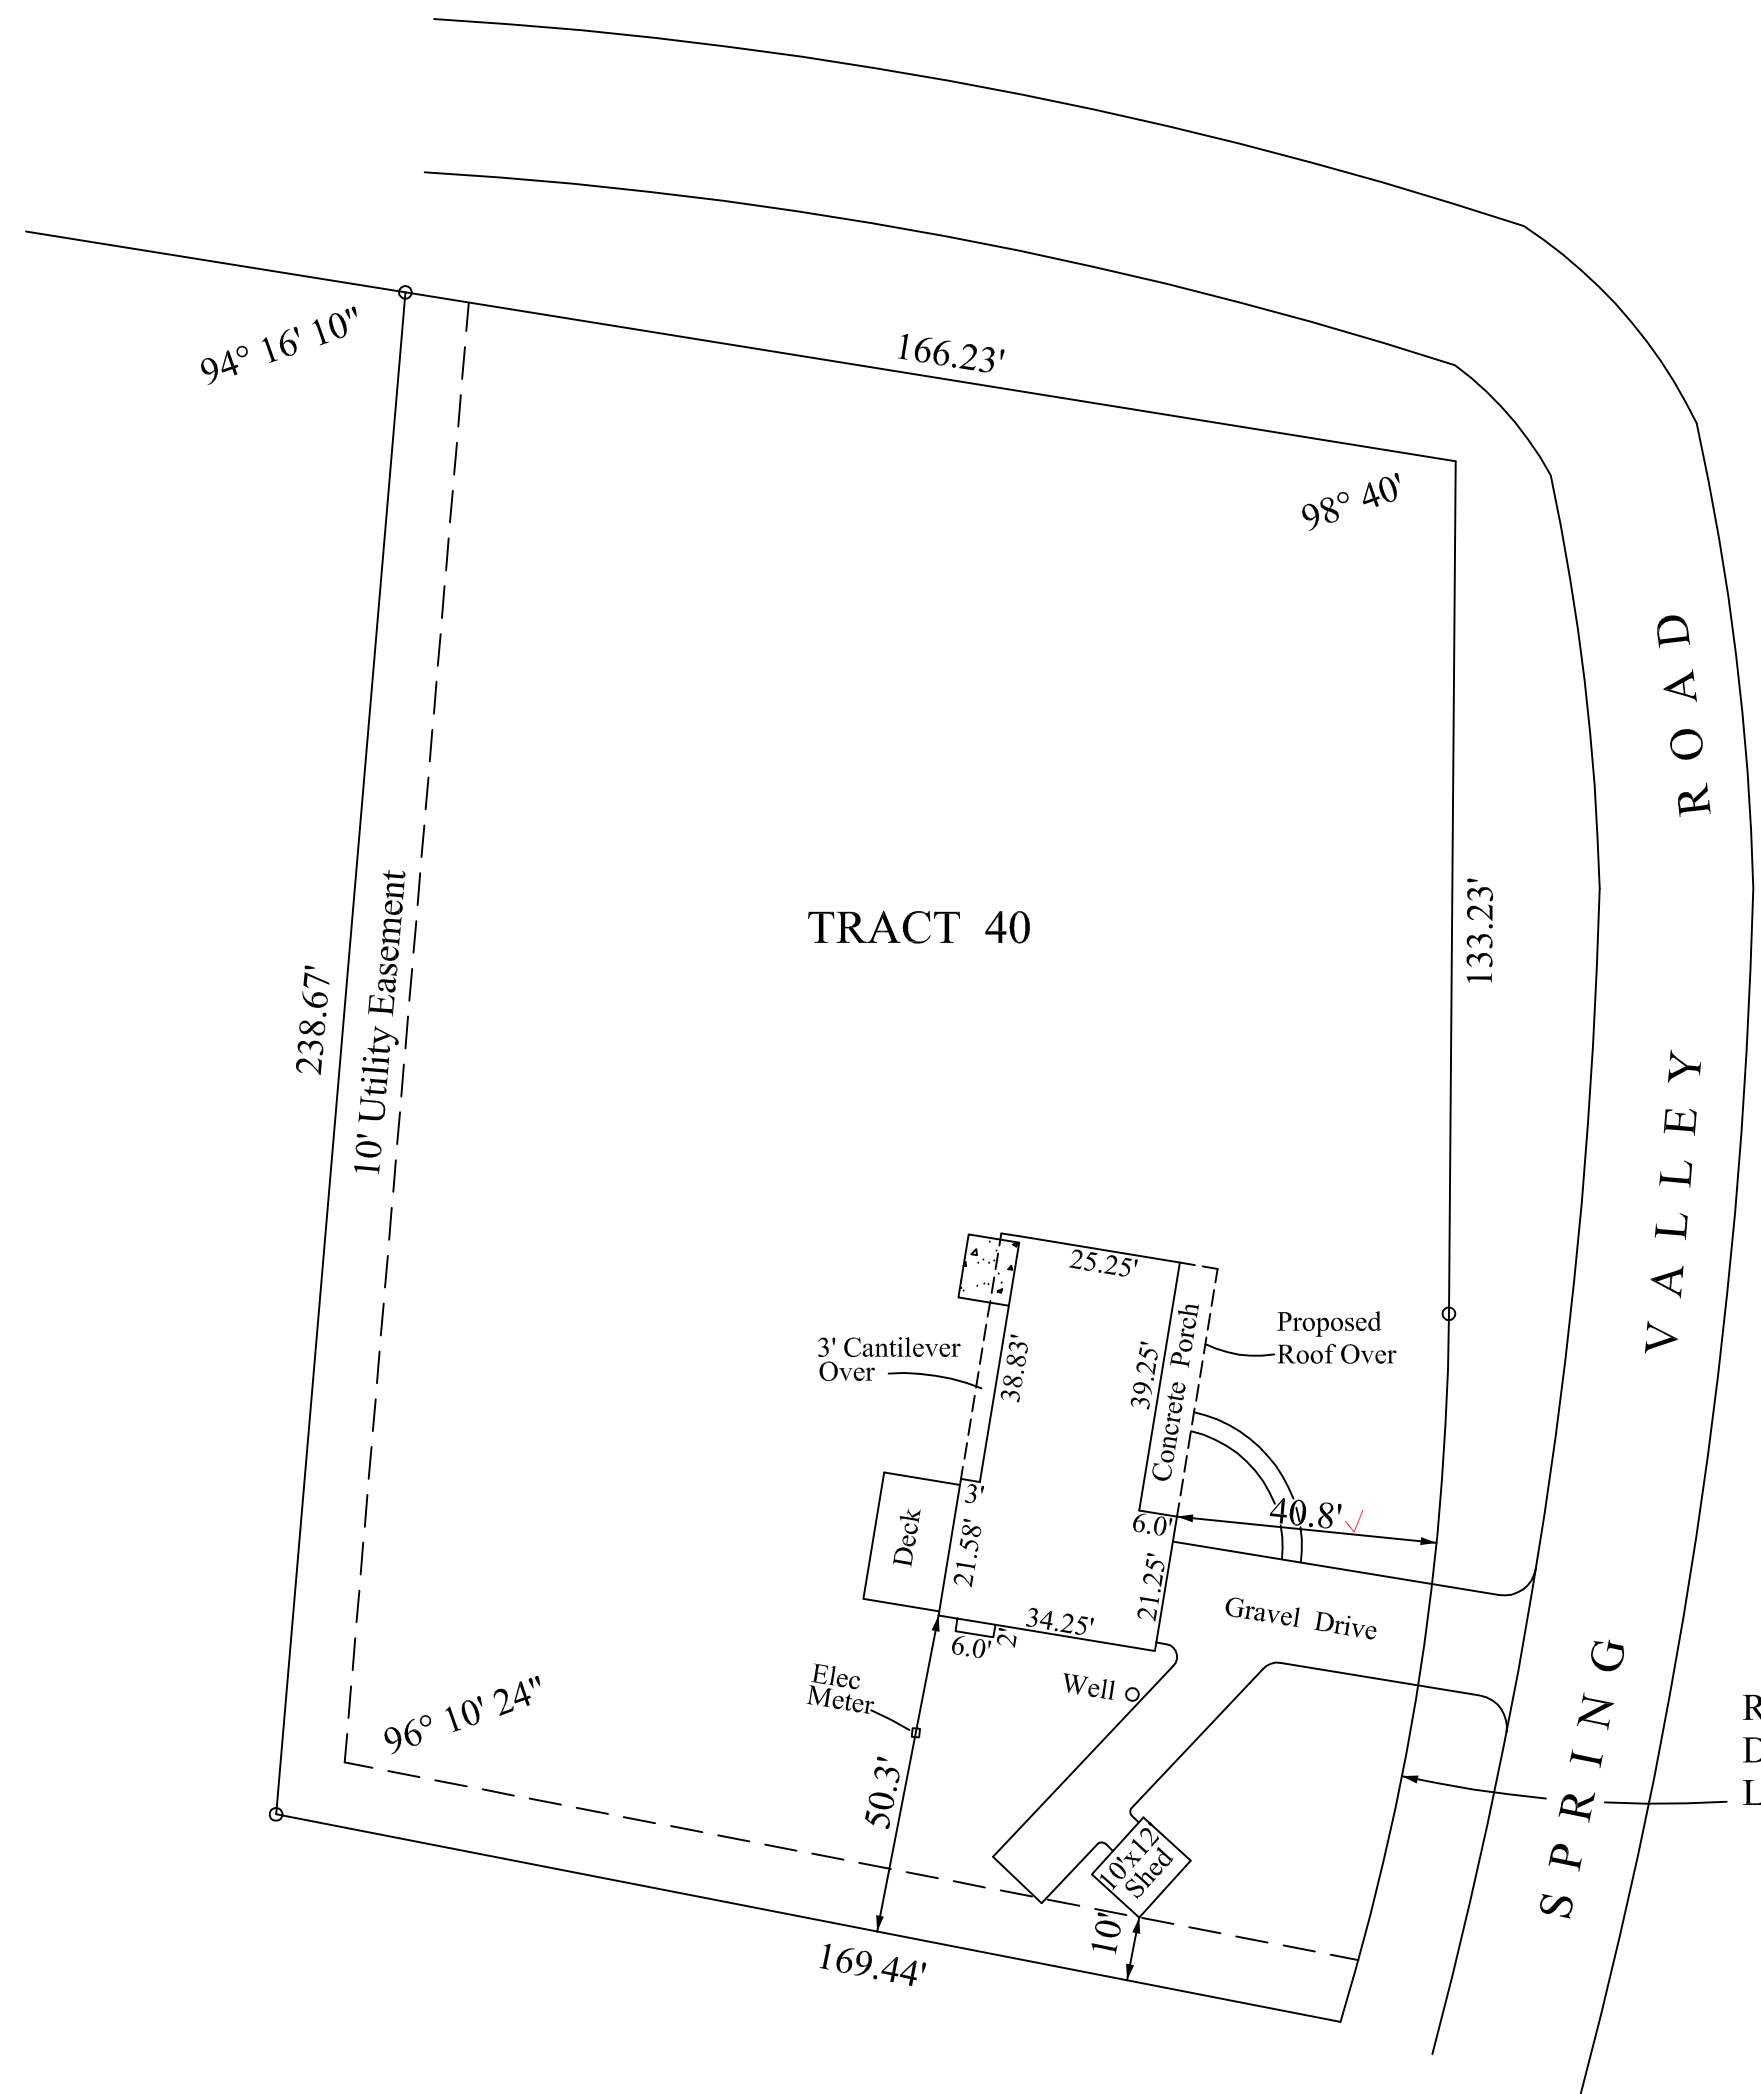 94° 16' 10"
166.23'
98° 40'
ROAD
VALLEY
SPRING
TRACT 40
133.23'
238.67'
10' Utility Easement
25.25'
3' Cantilever
Over
38.83'
39.25'
Concrete Porch
Proposed
Roof Over
40.8'
3'
6.0'
Deck
21.58'
21.25'
34.25'
6.0'
2'
Gravel Drive
Elec
Meter
Well
96° 10' 24"
50.3'
10'x12'
Shed
10'
169.44'
R
D
L